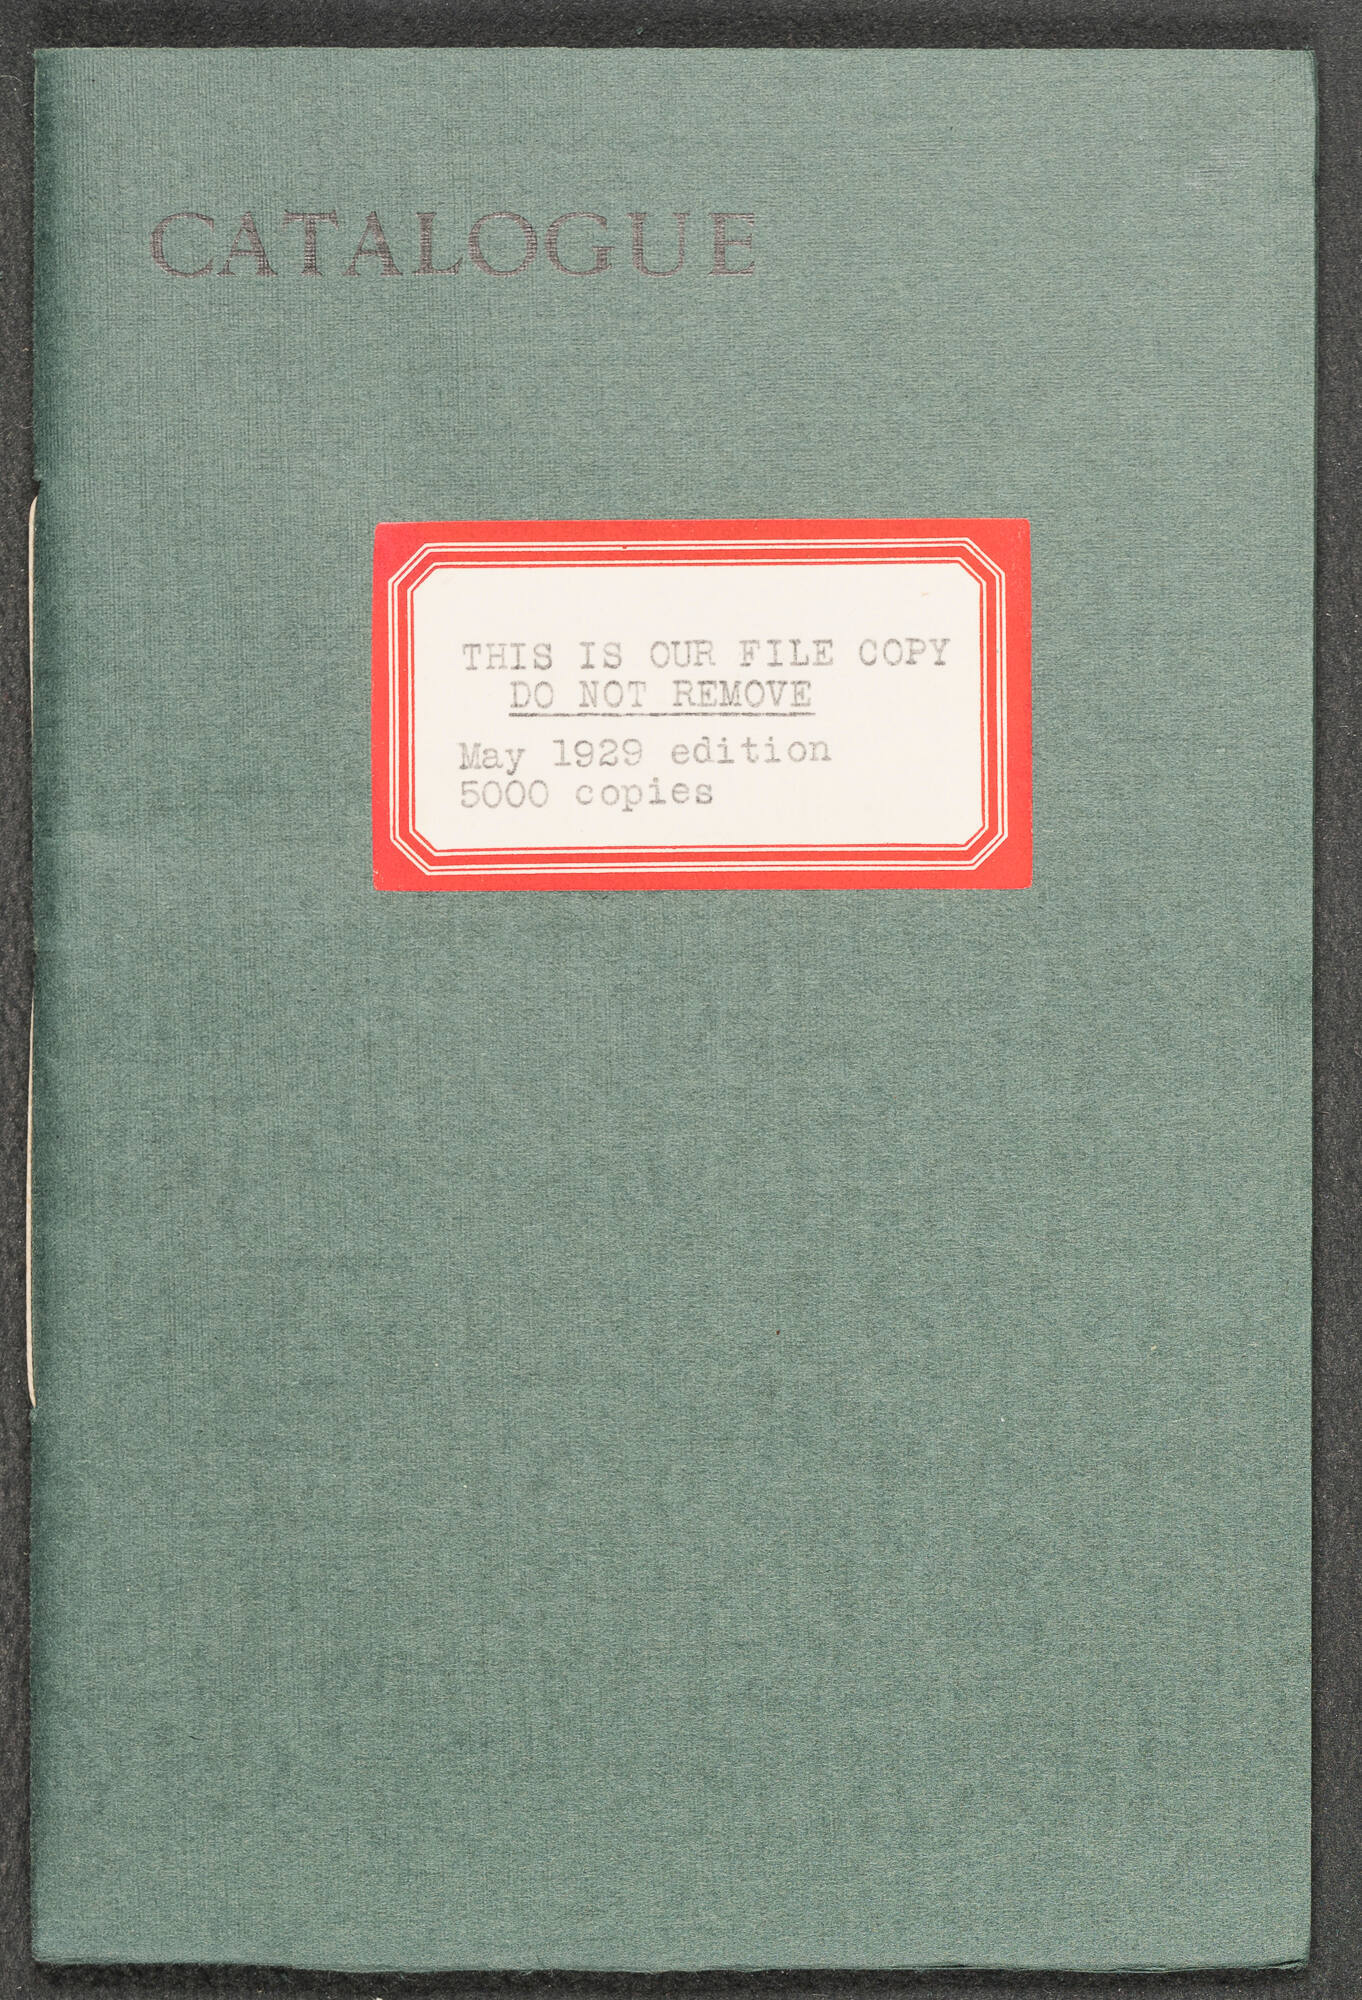 CATALOGUE
THIS IS OUR FILE COPY
DO NOT REMOVE
May 1929 edition
5000 copies